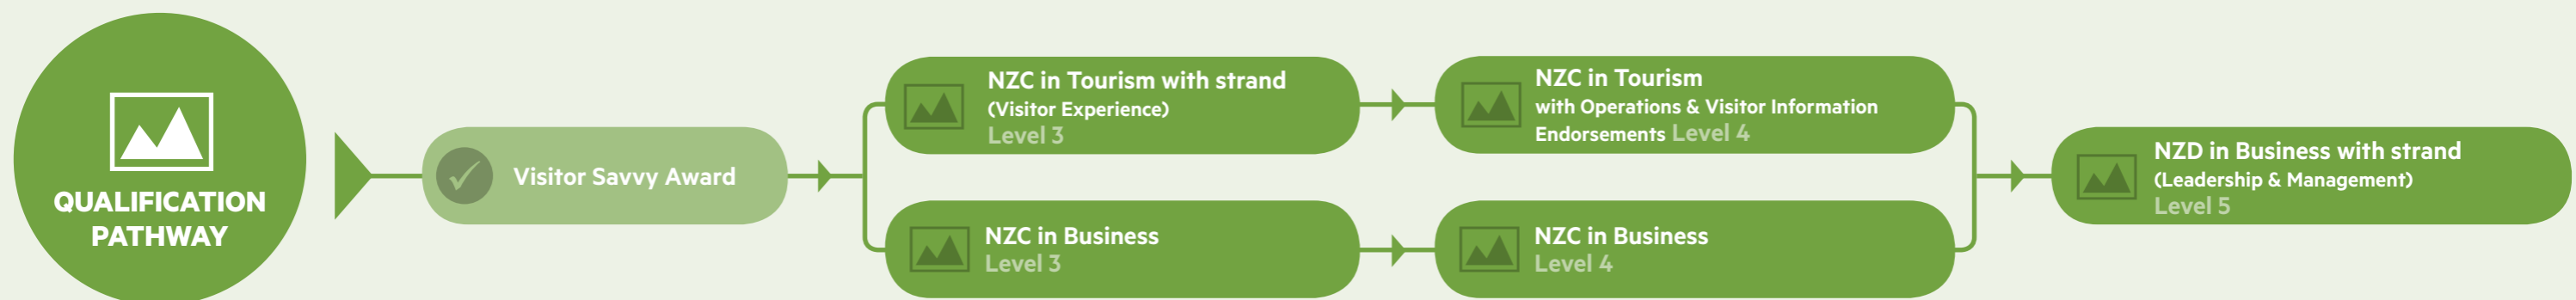 QUALIFICATION
PATHWAY
Visitor Savvy Award
NZC in Tourism with strand
(Visitor Experience)
Level 3
NZC in Business
Level 3
NZC in Tourism
with Operations & Visitor Information
Endorsements Level 4
NZC in Business
Level 4
NZD in Business with strand
(Leadership & Management)
Level 5